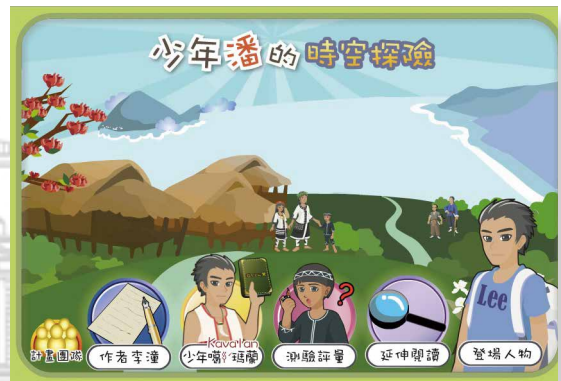 少年潘的時空探險
Lee
計畫團隊
作者李潼
Kavalan
少年噶瑪蘭
測驗評量
?
延伸閱讀
登場人物